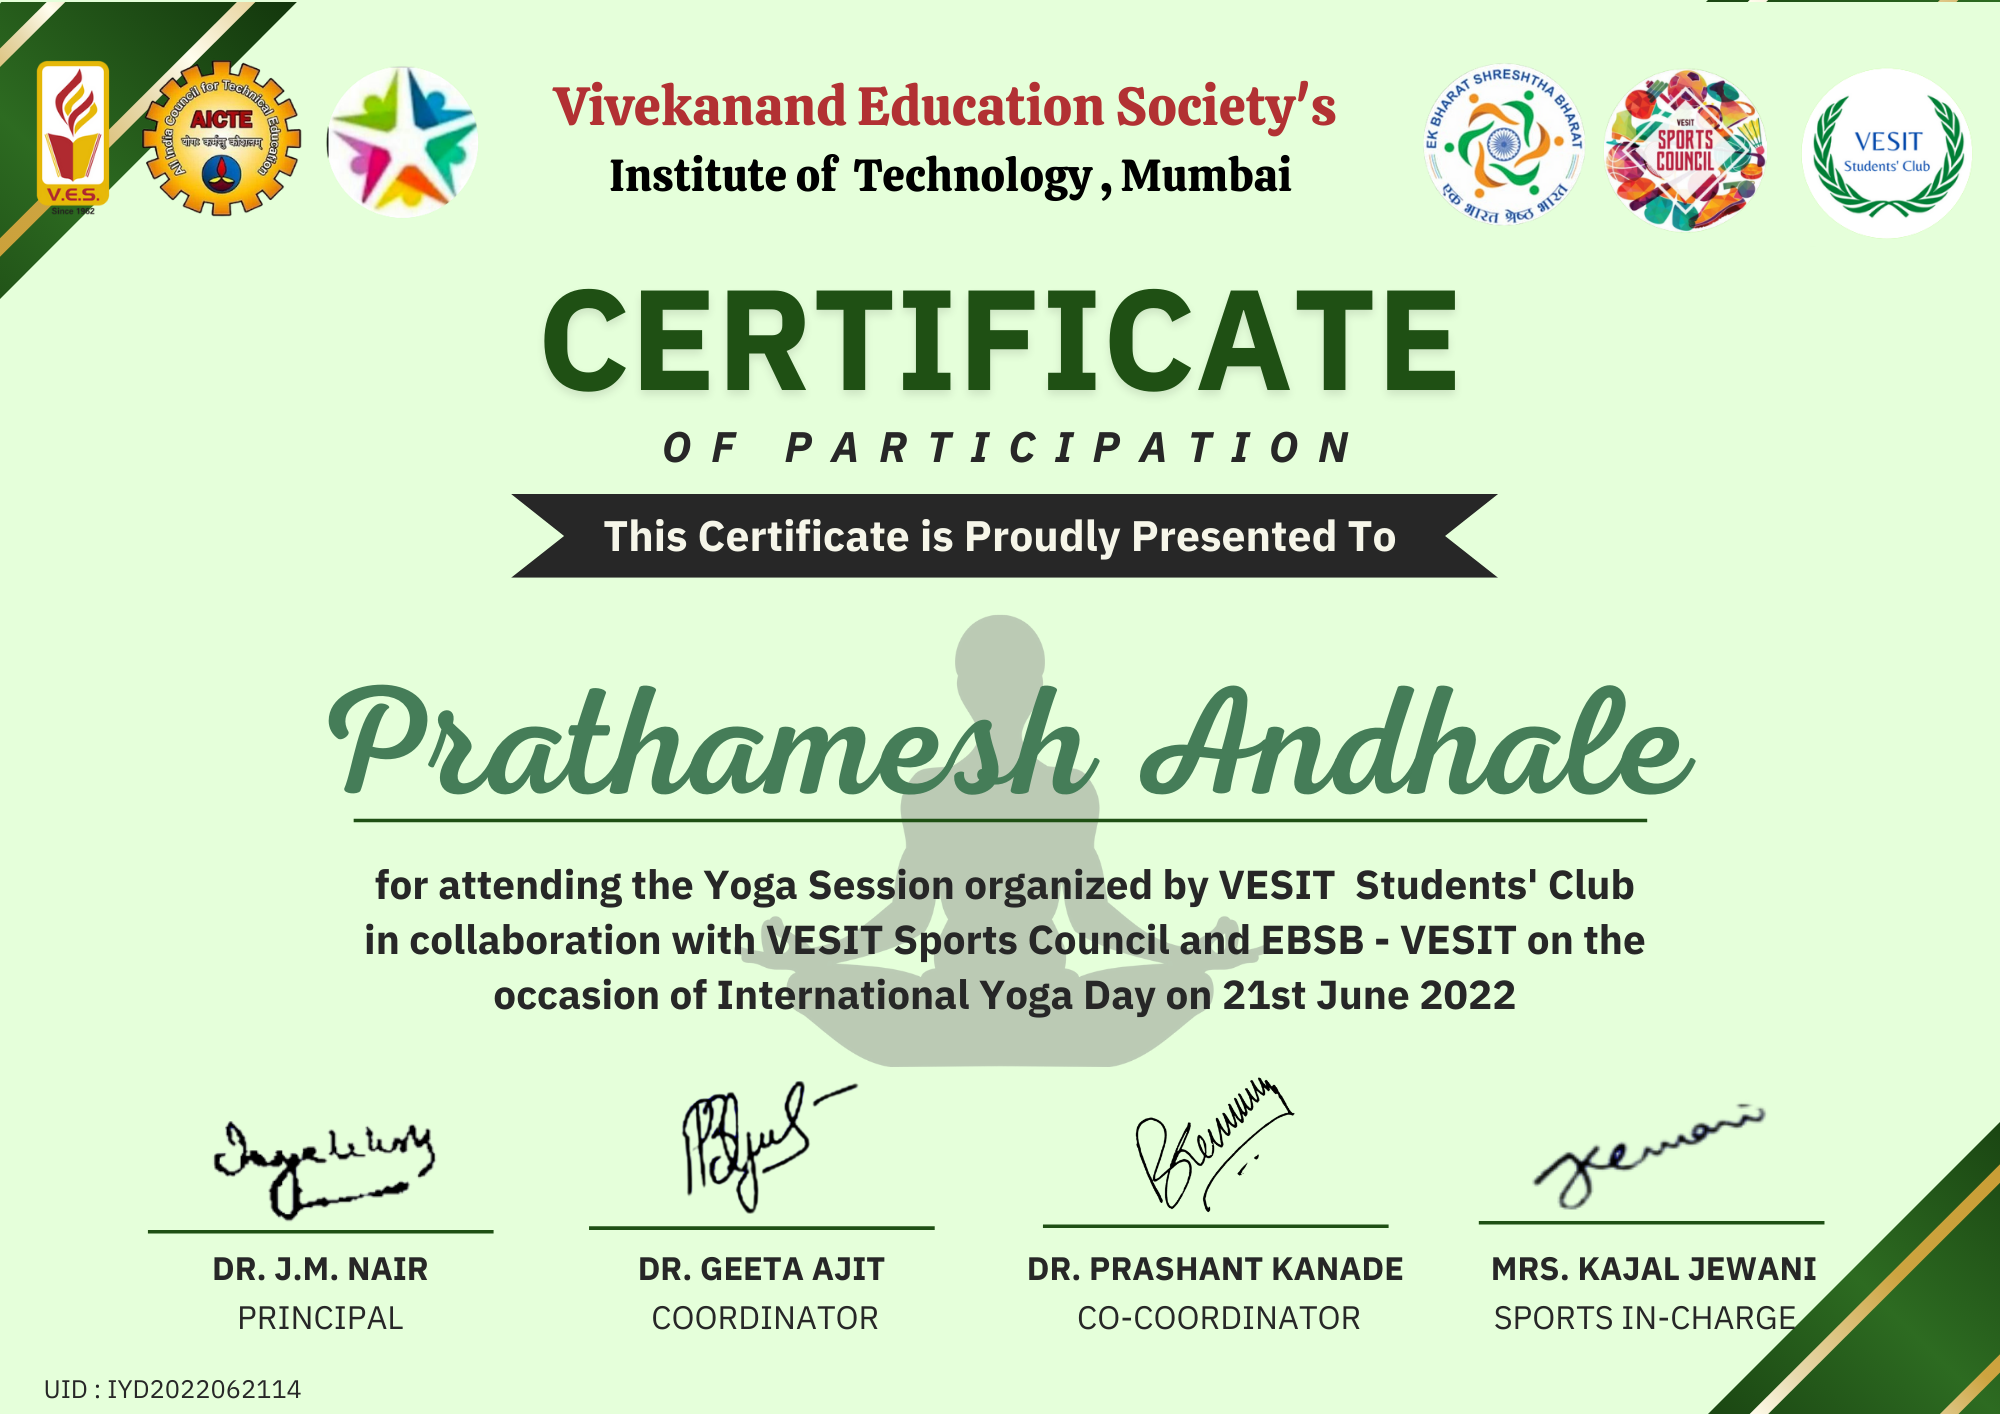 V.E.S.
Since 1962
All India Council for Technical Education
AICTE
योगः कर्मसु कौशलम्
Vivekanand Education Society's
Institute of Technology , Mumbai
EK BHARAT SHRESHTHA BHARAT
एक भारत श्रेष्ठ भारत
VESIT
SPORTS
COUNCIL
VESIT
Students' Club
CERTIFICATE
OF PARTICIPATION
This Certificate is Proudly Presented To
Prathamesh Andhale
for attending the Yoga Session organized by VESIT Students' Club
in collaboration with VESIT Sports Council and EBSB - VESIT on the
occasion of International Yoga Day on 21st June 2022
DR. J.M. NAIR
PRINCIPAL
DR. GEETA AJIT
COORDINATOR
DR. PRASHANT KANADE
CO-COORDINATOR
MRS. KAJAL JEWANI
SPORTS IN-CHARGE
UID : IYD2022062114